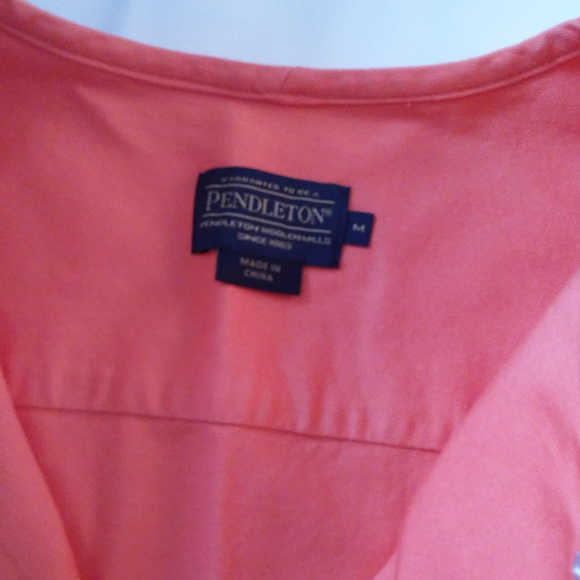 WARRANTED TO BE A
PENDLETON®
PENDLETON WOOLEN MILLS
SINCE 1863
M
MADE IN
CHINA